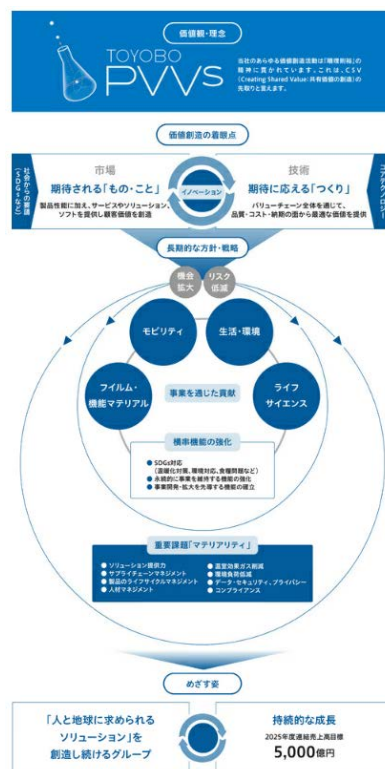 価値観・理念
TOYOBO
PVVs
当社のあらゆる価値創造活動は『順理則裕』の
精神に貫かれています。これは、CSV
(Creating Shared Value:共有価値の創造)の
先取りと言えます。
価値創造の着眼点
社会からの要請
(SDGsなど)
市場
期待される「もの・こと」
製品性能に加え、サービスやソリューション、
ソフトを提供し顧客価値を創造
イノベーション
技術
期待に応える「つくり」
バリューチェーン全体を通じて、
品質・コスト・納期の面から最適な価値を提供
コアテクノロジー
長期的な方針・戦略
機会
拡大
リスク
低減
モビリティ
生活・環境
フイルム・
機能マテリアル
事業を通じた貢献
ライフ
サイエンス
横串機能の強化
● SDGs対応
(温暖化対策、環境対応、食糧問題など)
● 永続的に事業を維持する機能の強化
● 事業開発・拡大を先導する機能の確立
重要課題「マテリアリティ」
● ソリューション提供力
● サプライチェーンマネジメント
● 製品のライフサイクルマネジメント
● 人材マネジメント
● 温室効果ガス削減
● 環境負荷低減
● データ・セキュリティ、プライバシー
● コンプライアンス
めざす姿
「人と地球に求められる
ソリューション」を
創造し続けるグループ
持続的な成長
2025年度連結売上高目標
5,000億円